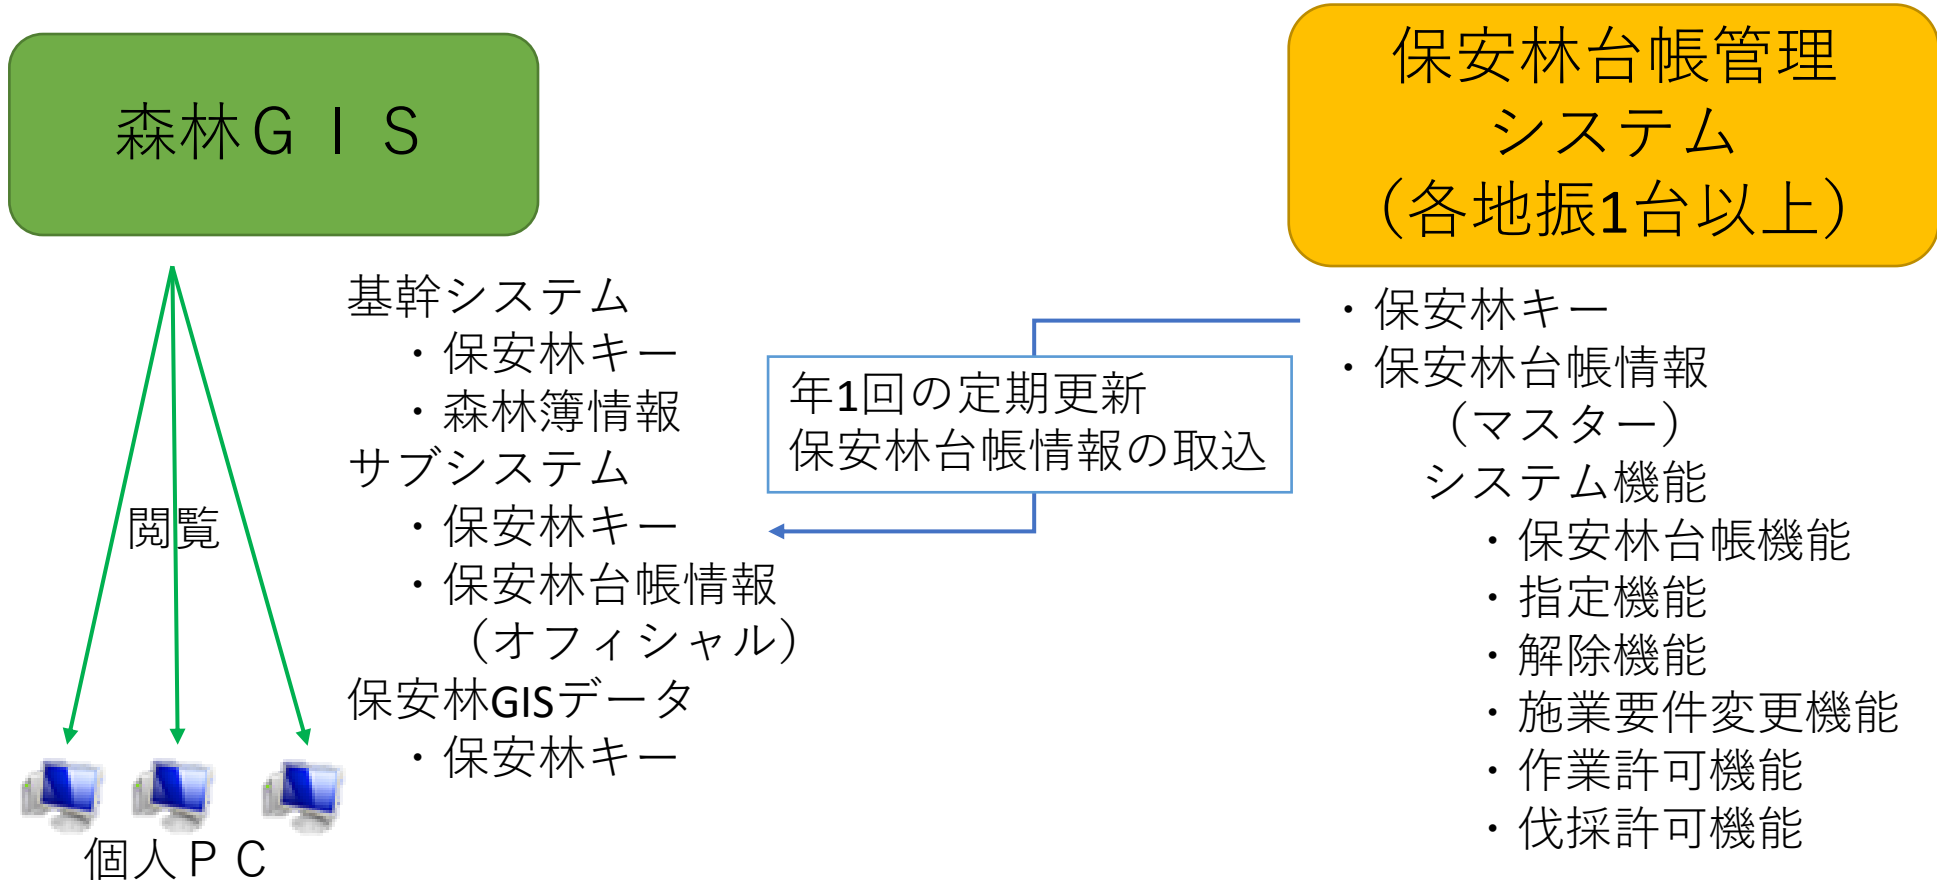 森林ＧＩＳ
保安林台帳管理
システム
（各地振1台以上）
基幹システム
・保安林キー
・森林簿情報
サブシステム
・保安林キー
・保安林台帳情報
（オフィシャル）
保安林GISデータ
・保安林キー
閲覧
個人ＰＣ
年1回の定期更新
保安林台帳情報の取込
・保安林キー
・保安林台帳情報
（マスター）
システム機能
・保安林台帳機能
・指定機能
・解除機能
・施業要件変更機能
・作業許可機能
・伐採許可機能